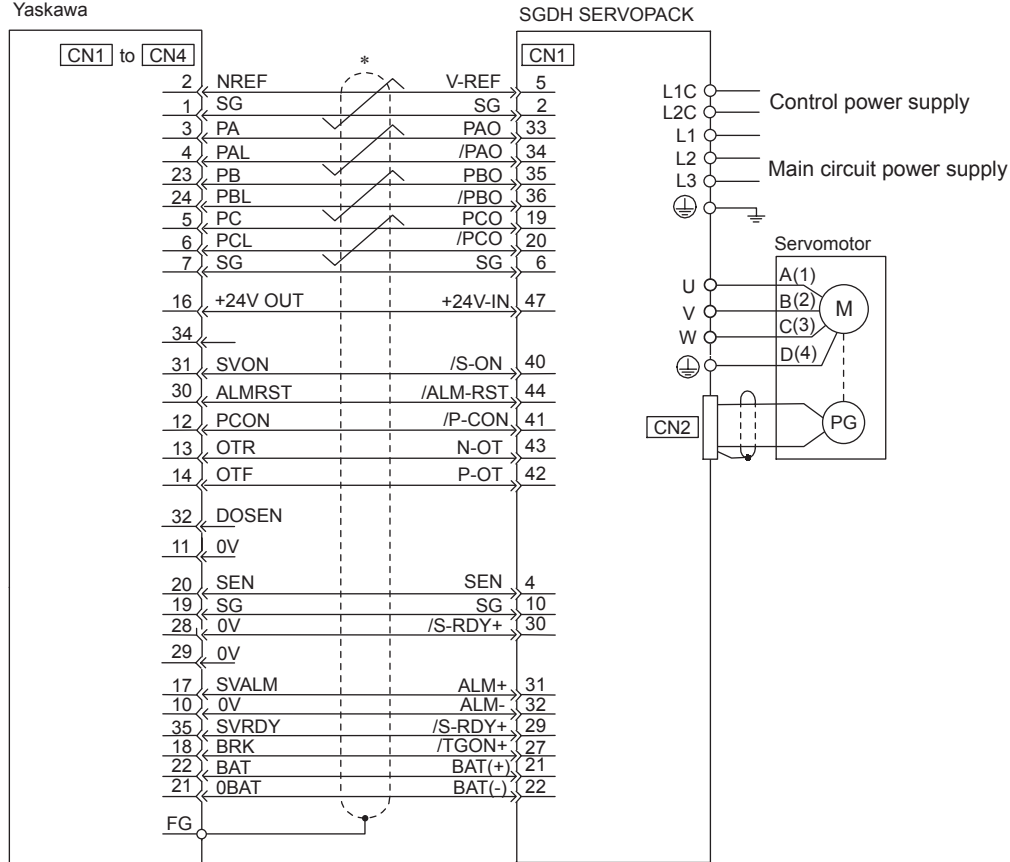 Yaskawa
SGDH SERVOPACK
CN1 to CN4 * CN1
2 NREF V-REF 5
1 SG SG 2
3 PA PAO 33
4 PAL /PAO 34
23 PB PBO 35
24 PBL /PBO 36
5 PC PCO 19
6 PCL /PCO 20
7 SG SG 6
16 +24V OUT +24V-IN 47
34
31 SVON /S-ON 40
30 ALMRST /ALM-RST 44
12 PCON /P-CON 41
13 OTR N-OT 43
14 OTF P-OT 42
32 DOSEN
11 0V
20 SEN SEN 4
19 SG SG 10
28 0V /S-RDY+ 30
29 0V
17 SVALM ALM+ 31
10 0V ALM- 32
35 SVRDY /S-RDY+ 29
18 BRK /TGON+ 27
22 BAT BAT(+) 21
21 0BAT BAT(-) 22
FG
L1C
L2C
Control power supply
L1
L2
L3
Main circuit power supply
Servomotor
U A(1)
V B(2)
W C(3)
D(4)
M
CN2
PG